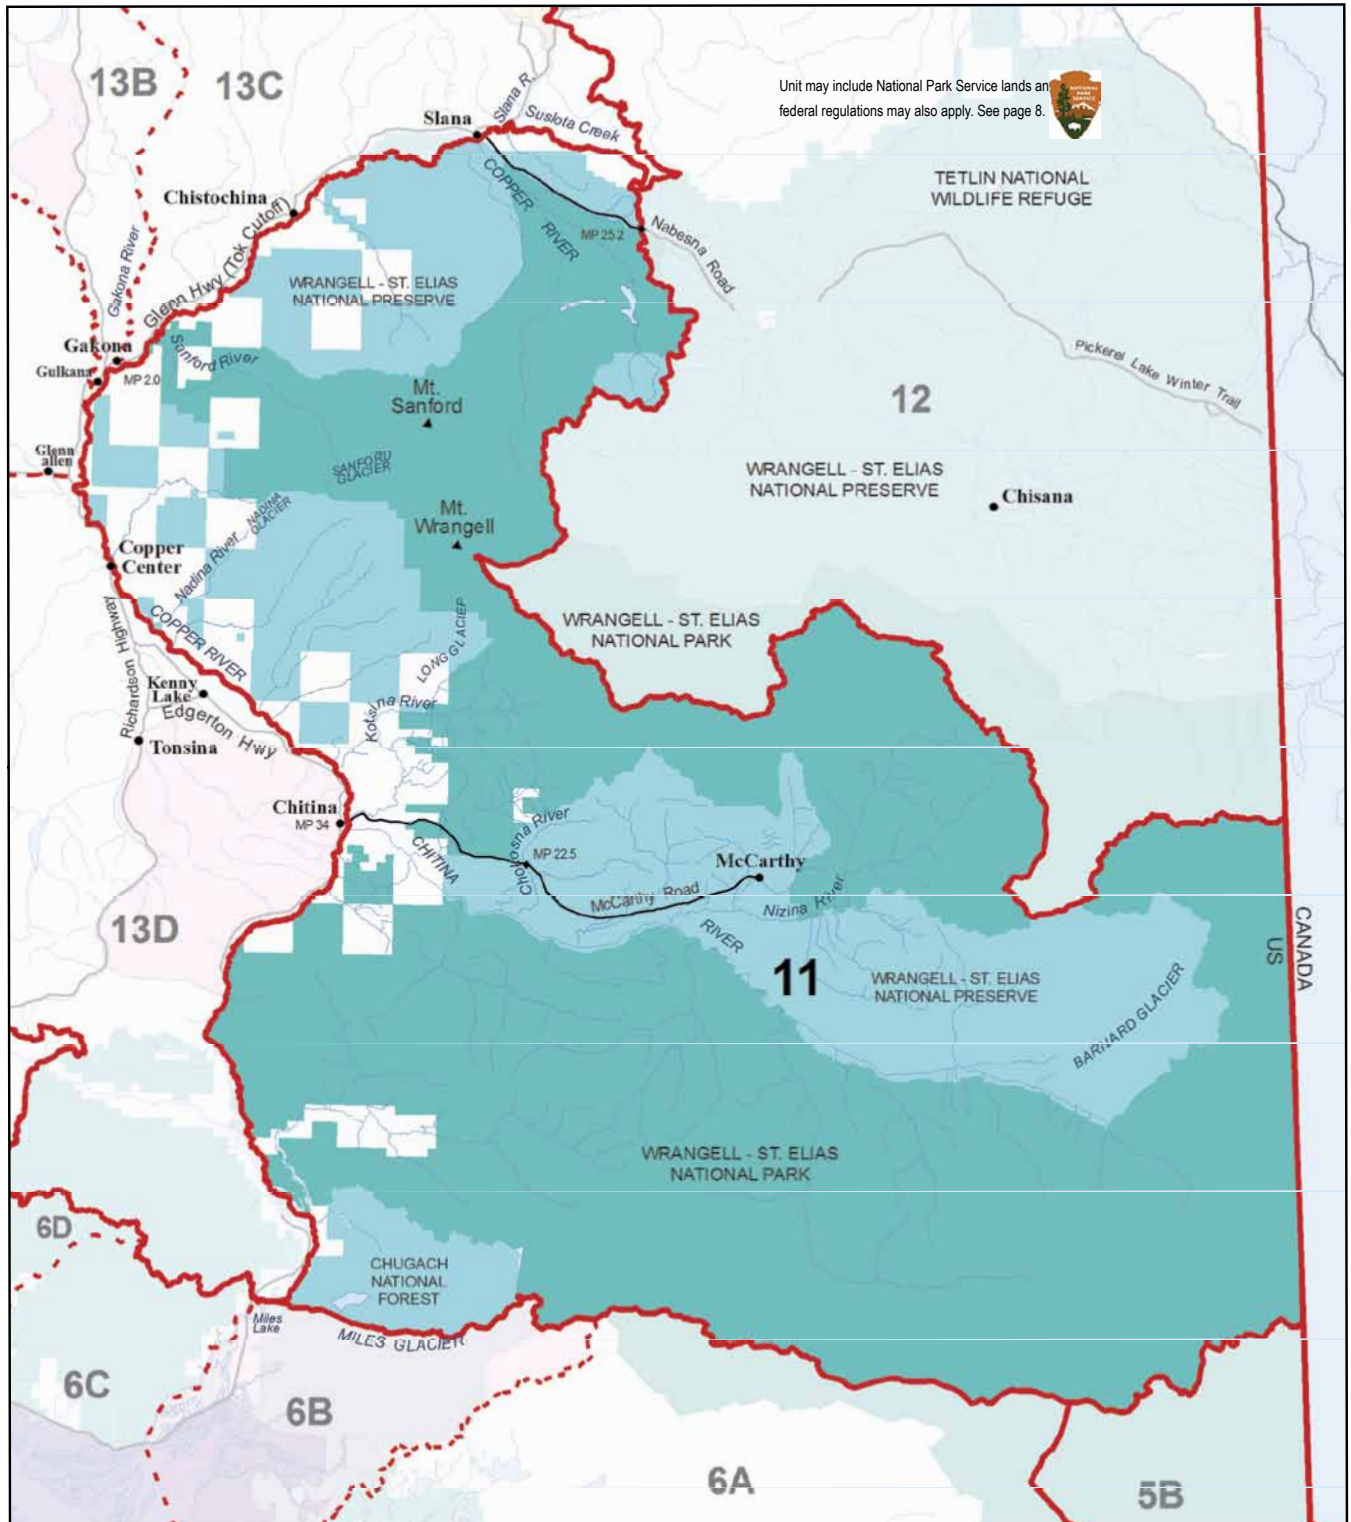 13B
13C
Unit may include National Park Service lands an
federal regulations may also apply. See page 8.
NATIONAL
PARK
SERVICE
Slana
Slana R.
Suslota Creek
TETLIN NATIONAL
WILDLIFE REFUGE
Chistochina
COPPER
RIVER
MP 25.2
Nabesna Road
Gakona River
Glenn Hwy (Tok Cutoff)
WRANGELL - ST. ELIAS
NATIONAL PRESERVE
Gakona
Gulkana
MP 2.0
Sanford River
Pickerel Lake Winter Trail
Mt.
Sanford
12
Glenn
allen
SANFORD
GLACIER
WRANGELL - ST. ELIAS
NATIONAL PRESERVE
Chisana
NADINA
GLACIER
Mt.
Wrangell
Copper
Center
Nadina River
COPPER RIVER
LONG GLACIER
WRANGELL - ST. ELIAS
NATIONAL PARK
Richardson Highway
Kenny
Lake
Edgerton Hwy
Kotsina River
Tonsina
Chitina
MP 34
CHITINA
Chokosna River
MP 22.5
McCarthy
McCarthy Road
Nizina River
13D
RIVER
11
WRANGELL - ST. ELIAS
NATIONAL PRESERVE
BARNARD GLACIER
US
CANADA
WRANGELL - ST. ELIAS
NATIONAL PARK
6D
CHUGACH
NATIONAL
FOREST
Miles
Lake
MILES GLACIER
6C
6B
6A
5B